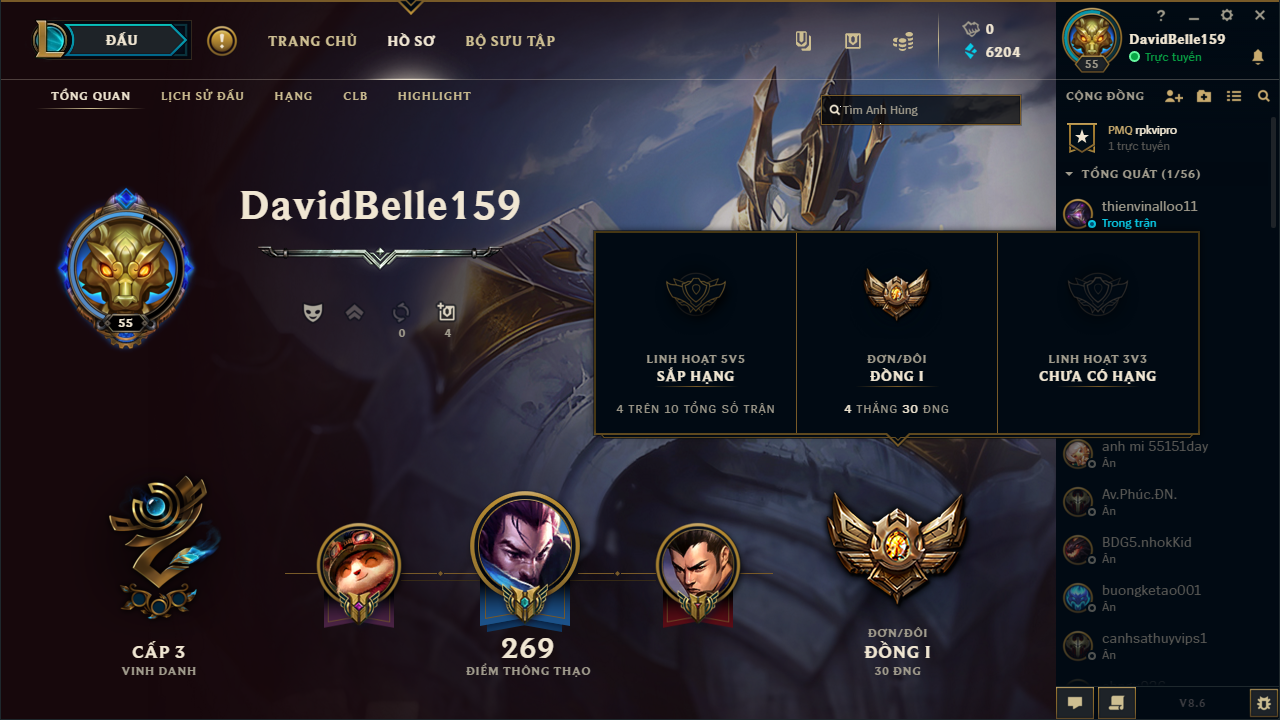 ĐẤU
TRANG CHỦ
HỒ SƠ
BỘ SƯU TẬP
0
6204
?
DavidBelle159
Trực tuyến
55
TỔNG QUAN
LỊCH SỬ ĐẤU
HẠNG
CLB
HIGHLIGHT
Tìm Anh Hùng
CỘNG ĐỒNG
PMQ rpkvipro
1 trực tuyến
TỔNG QUÁT (1/56)
thienvinalloo11
Trong trận
DavidBelle159
55
0
4
LINH HOẠT 5V5
SẮP HẠNG
4 TRÊN 10 TỔNG SỐ TRẬN
ĐƠN/ĐÔI
ĐỒNG I
4 THẮNG 30 ĐNG
LINH HOẠT 3V3
CHƯA CÓ HẠNG
anh mi 55151day
Ẩn
Av.Phúc.ĐN.
Ẩn
BDG5.nhokKid
Ẩn
buongketao001
Ẩn
canhsathuyvips1
Ẩn
CẤP 3
VINH DANH
269
ĐIỂM THÔNG THẠO
ĐƠN/ĐÔI
ĐỒNG I
30 ĐNG
V8.6